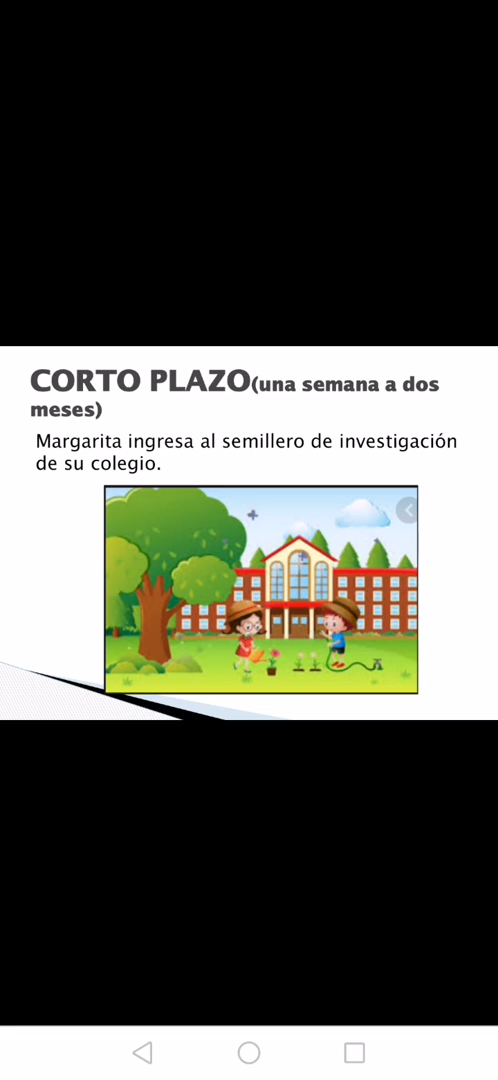 CORTO PLAZO(una semana a dos
meses)
Margarita ingresa al semillero de investigación
de su colegio.